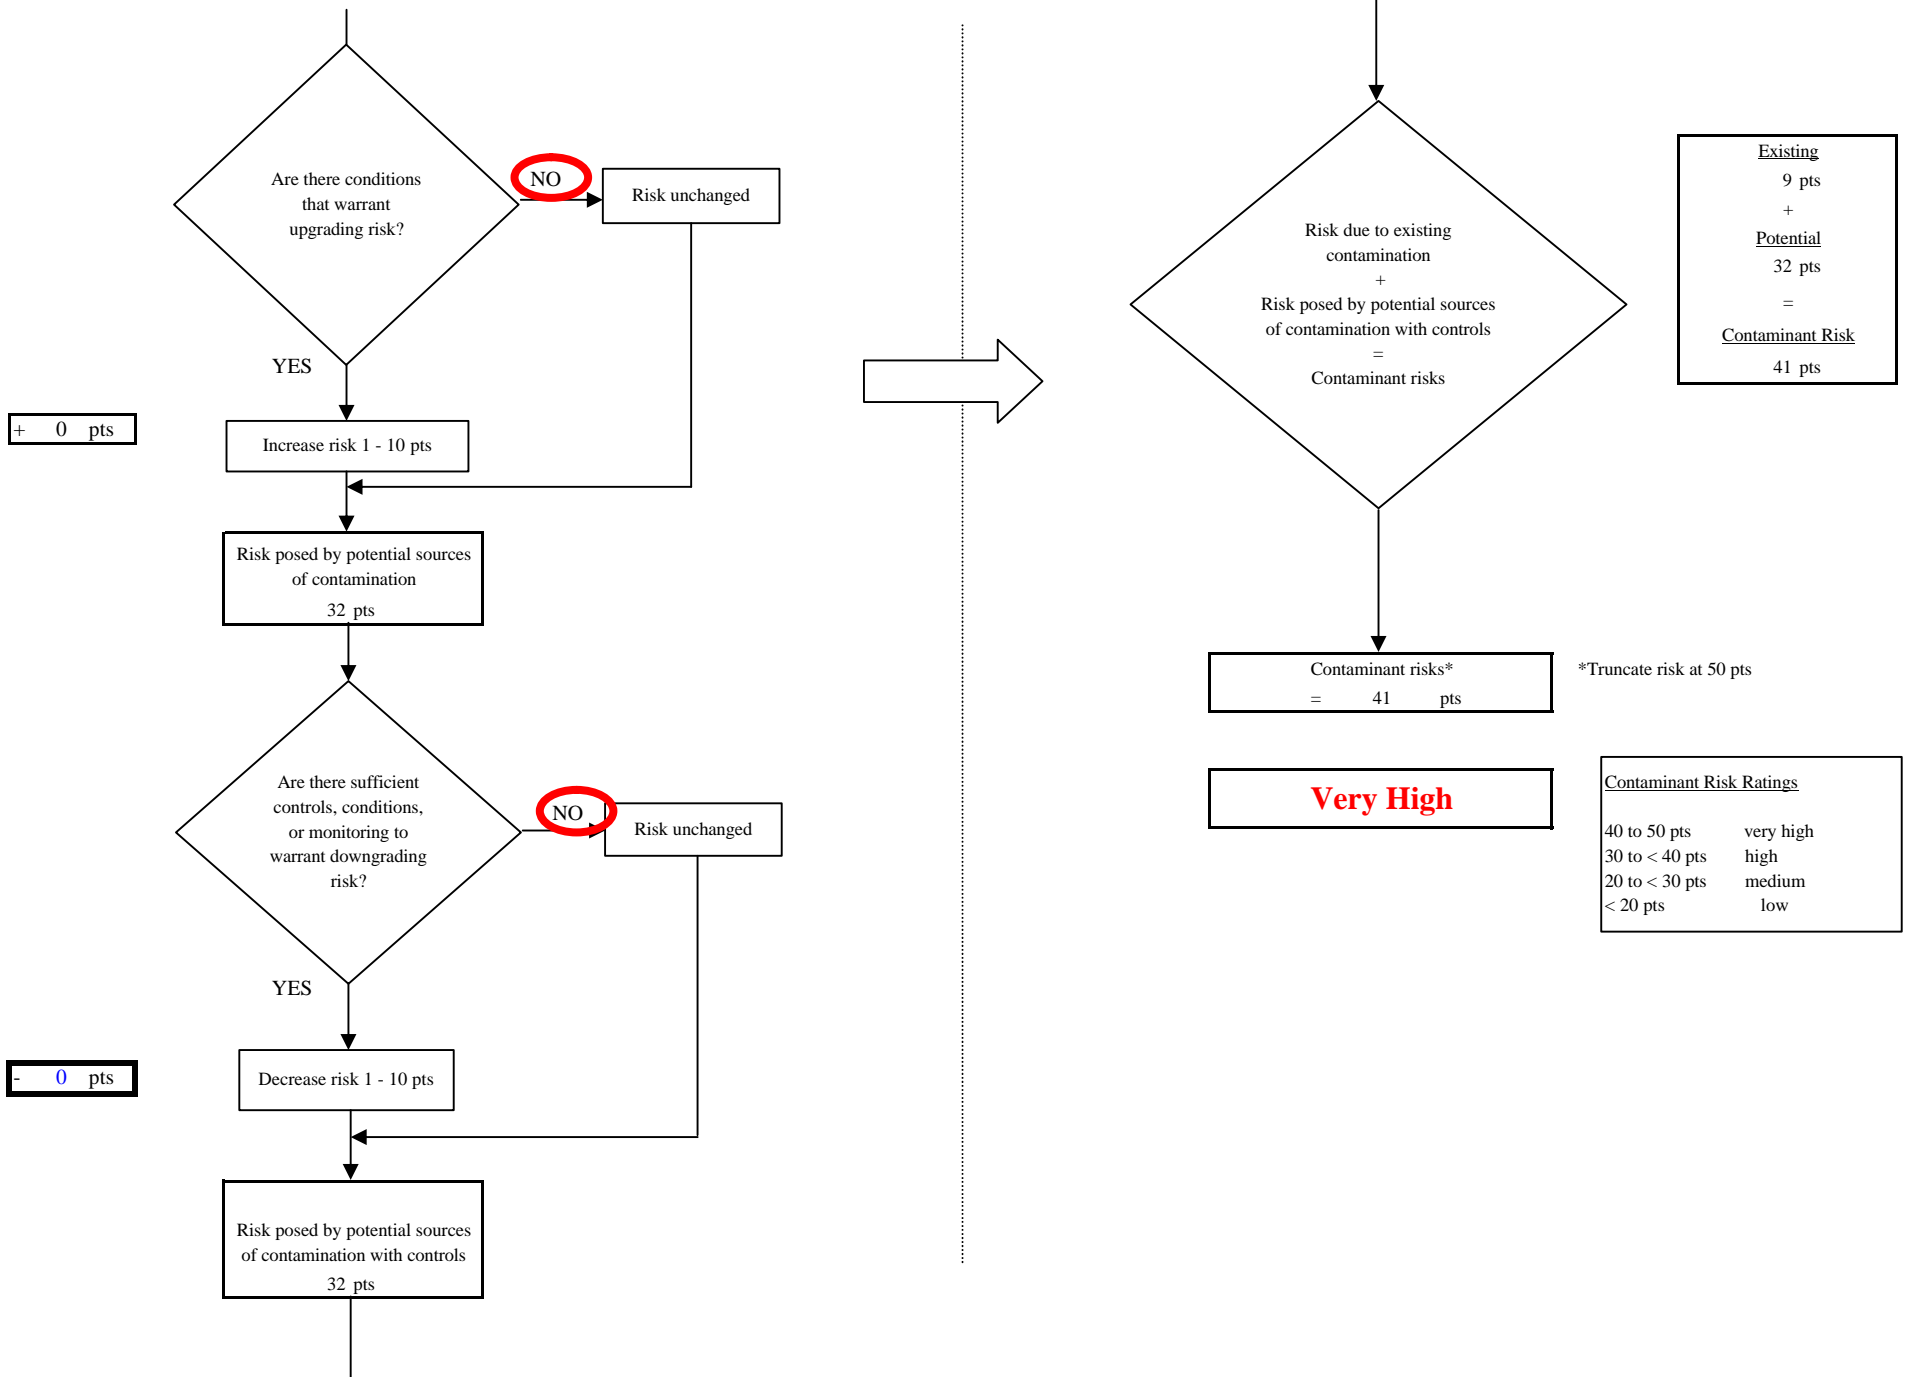 Are there conditions
that warrant
upgrading risk?
NO
Risk unchanged
YES
+ 0 pts
Increase risk 1 - 10 pts
Risk posed by potential sources
of contamination
32 pts
Are there sufficient
controls, conditions,
or monitoring to
warrant downgrading
risk?
NO
Risk unchanged
YES
- 0 pts
Decrease risk 1 - 10 pts
Risk posed by potential sources
of contamination with controls
32 pts
Risk due to existing
contamination
+
Risk posed by potential sources
of contamination with controls
=
Contaminant risks
Existing
9 pts
+
Potential
32 pts
=
Contaminant Risk
41 pts
Contaminant risks*
= 41 pts
*Truncate risk at 50 pts
Very High
Contaminant Risk Ratings
40 to 50 pts very high
30 to < 40 pts high
20 to < 30 pts medium
< 20 pts low